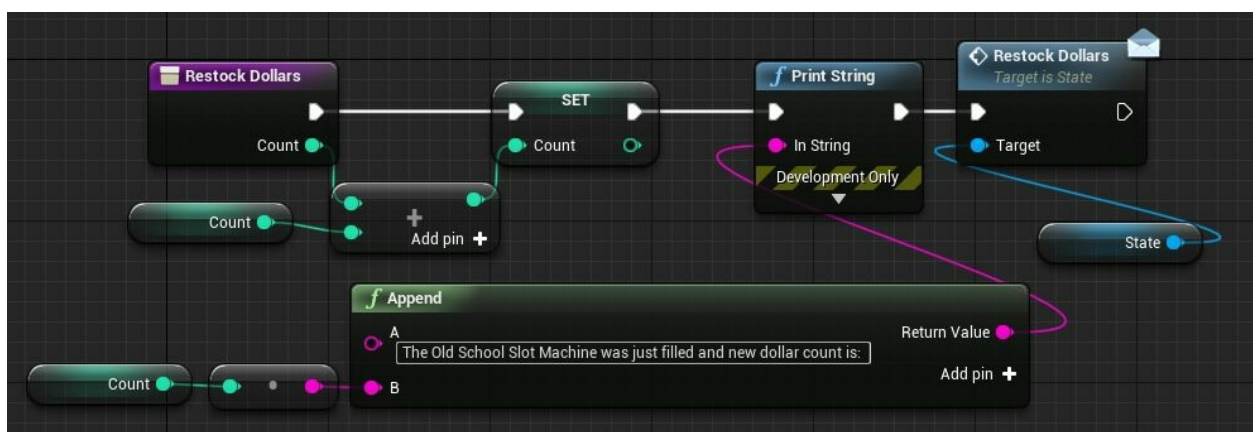 Restock Dollars
Count
Count
Add pin +
SET
Count
f Print String
In String
Development Only
Restock Dollars
Target is State
Target
State
f Append
A
The Old School Slot Machine was just filled and new dollar count is:
B
Return Value
Add pin +
Count